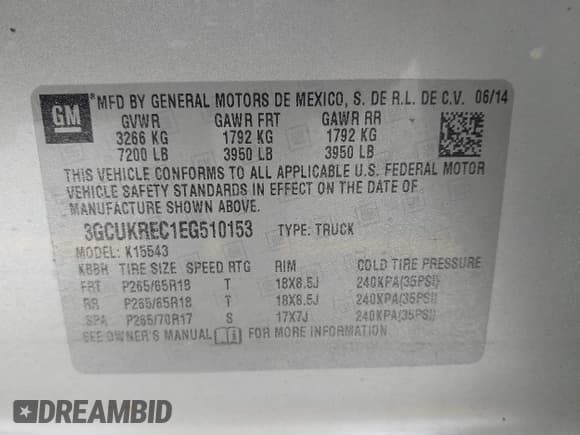 GM
*MFD BY GENERAL MOTORS DE MEXICO, S. DE R.L. DE C.V. 06/14
GVWR GAWR FRT GAWR RR
3266 KG 1792 KG 1792 KG
7200 LB 3950 LB 3950 LB
THIS VEHICLE CONFORMS TO ALL APPLICABLE U.S. FEDERAL MOTOR
VEHICLE SAFETY STANDARDS IN EFFECT ON THE DATE OF
MANUFACTURE SHOWN ABOVE.
3GCUKREC1EG510153 TYPE: TRUCK
MODEL: K15543
KBBH TIRE SIZE SPEED RTG RIM COLD TIRE PRESSURE
FRT P265/65R18 T 18X8.5J 240KPA(35PSI)
RR P265/65R18 T 18X8.5J 240KPA(35PSI)
SPA P265/70R17 S 17X7J 240KPA(35PSI)
SEE OWNER'S MANUAL FOR MORE INFORMATION
DREAMBID